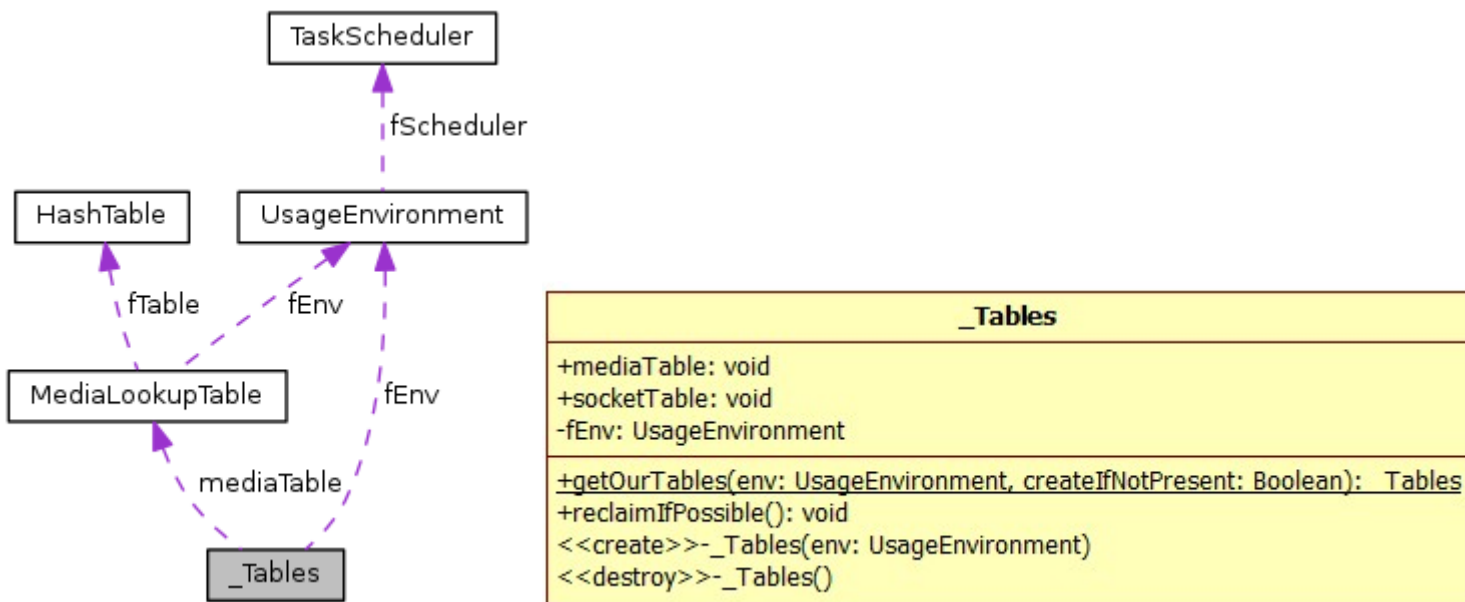 TaskScheduler
fScheduler
HashTable
UsageEnvironment
fTable
fEnv
MediaLookupTable
fEnv
mediaTable
_Tables
_Tables
+mediaTable: void
+socketTable: void
-fEnv: UsageEnvironment
+getOurTables(env: UsageEnvironment, createIfNotPresent: Boolean): _Tables
+reclaimIfPossible(): void
<<create>>-_Tables(env: UsageEnvironment)
<<destroy>>-_Tables()